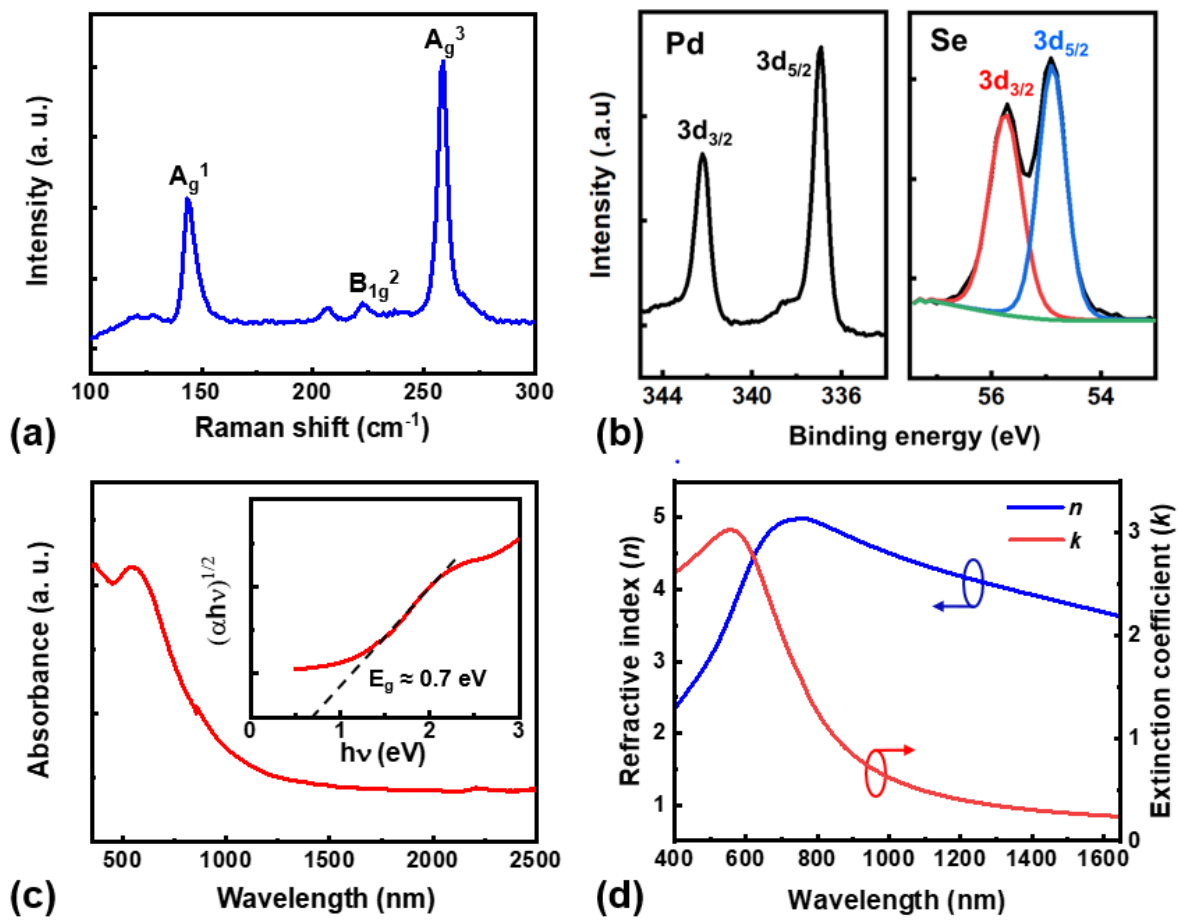 A_g^1
B_1g^2
A_g^3
Intensity (a. u.)
100 150 200 250 300
Raman shift (cm^-1)
(a)
Pd
3d_3/2
3d_5/2
Se
3d_3/2
3d_5/2
Intensity (.a.u)
344 340 336
56 54
Binding energy (eV)
(b)
Absorbance (a. u.)
(αhν)^1/2
E_g ≈ 0.7 eV
0 1 2 3
hν (eV)
500 1000 1500 2000 2500
Wavelength (nm)
(c)
n
k
Refractive index (n)
5
4
3
2
1
Extinction coefficient (k)
3
2
1
0
400 600 800 1000 1200 1400 1600
Wavelength (nm)
(d)